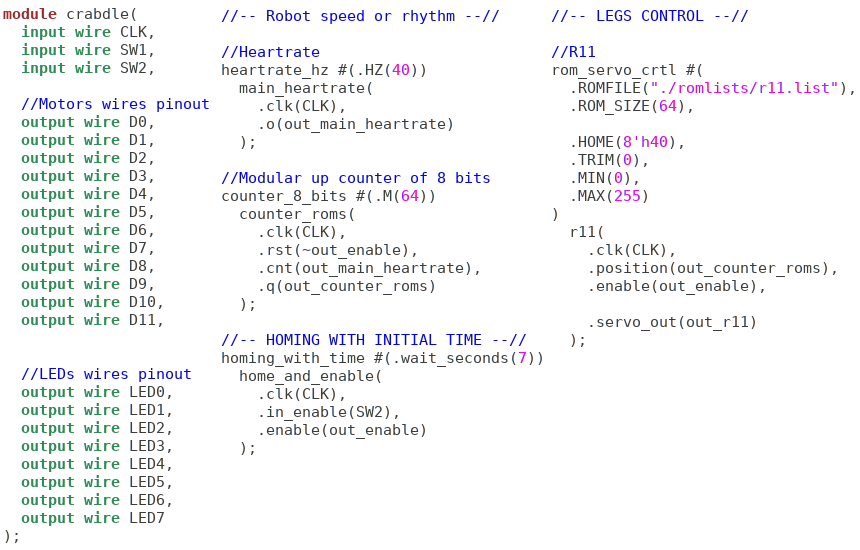 module crabdle(
  input wire CLK,
  input wire SW1,
  input wire SW2,

  //Motors wires pinout
  output wire D0,
  output wire D1,
  output wire D2,
  output wire D3,
  output wire D4,
  output wire D5,
  output wire D6,
  output wire D7,
  output wire D8,
  output wire D9,
  output wire D10,
  output wire D11,

  //LEDs wires pinout
  output wire LED0,
  output wire LED1,
  output wire LED2,
  output wire LED3,
  output wire LED4,
  output wire LED5,
  output wire LED6,
  output wire LED7
);
//-- Robot speed or rhythm --//

//Heartrate
heartrate_hz #(.HZ(40))
  main_heartrate(
    .clk(CLK),
    .o(out_main_heartrate)
  );

//Modular up counter of 8 bits
counter_8_bits #(.M(64))
  counter_roms(
    .clk(CLK),
    .rst(~out_enable),
    .cnt(out_main_heartrate),
    .q(out_counter_roms)
  );

//-- HOMING WITH INITIAL TIME --//
homing_with_time #(.wait_seconds(7))
  home_and_enable(
    .clk(CLK),
    .in_enable(SW2),
    .enable(out_enable)
  );
//-- LEGS CONTROL --//

//R11
rom_servo_crtl #(
  .ROMFILE("./romlists/r11.list"),
  .ROM_SIZE(64),

  .HOME(8'h40),
  .TRIM(0),
  .MIN(0),
  .MAX(255)
)
  r11(
    .clk(CLK),
    .position(out_counter_roms),
    .enable(out_enable),

    .servo_out(out_r11)
  );